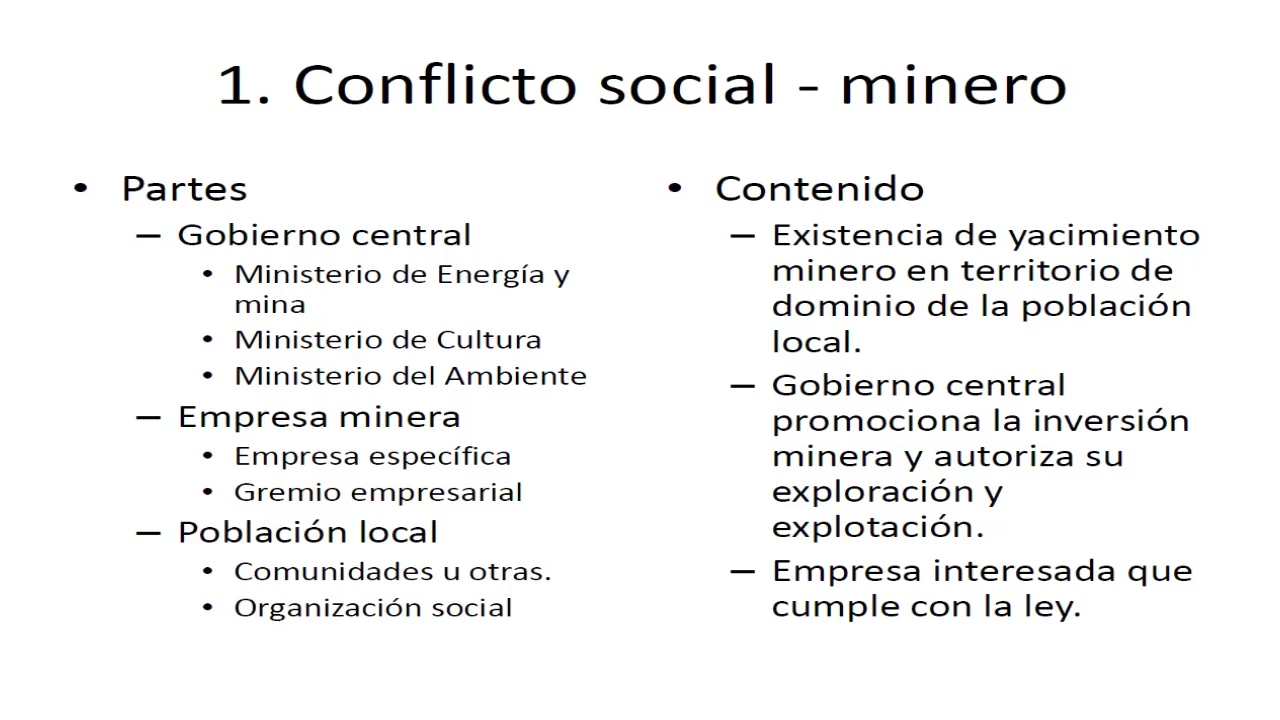 1. Conflicto social - minero
• Partes
– Gobierno central
• Ministerio de Energía y
mina
• Ministerio de Cultura
• Ministerio del Ambiente
– Empresa minera
• Empresa específica
• Gremio empresarial
– Población local
• Comunidades u otras.
• Organización social
• Contenido
– Existencia de yacimiento
minero en territorio de
dominio de la población
local.
– Gobierno central
promociona la inversión
minera y autoriza su
exploración y
explotación.
– Empresa interesada que
cumple con la ley.